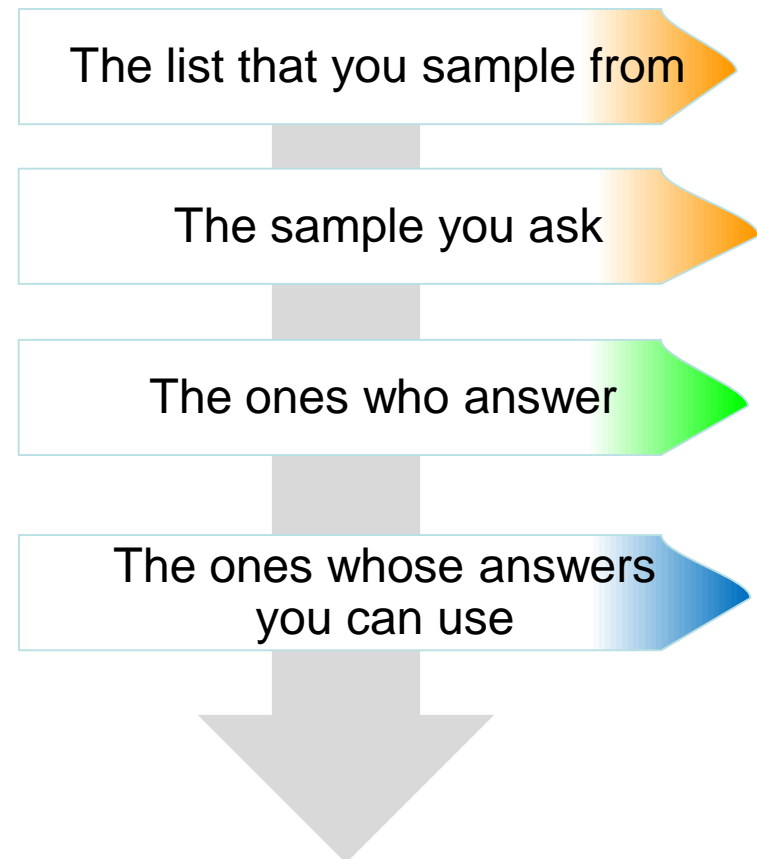 The list that you sample from
The sample you ask
The ones who answer
The ones whose answers
you can use